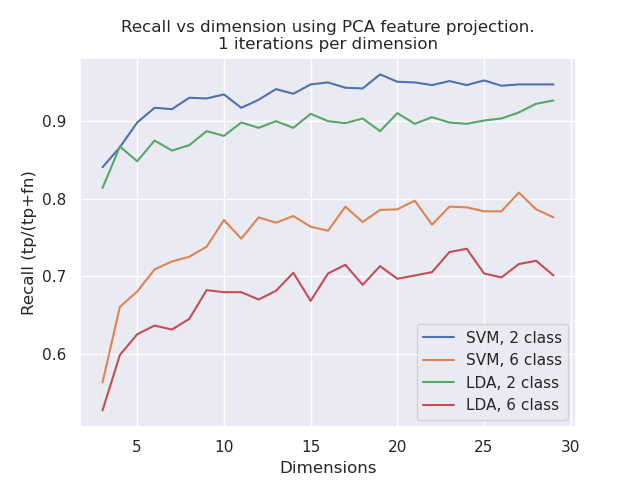 Recall vs dimension using PCA feature projection.
1 iterations per dimension
Recall (tp/(tp+fn)
0.9
0.8
0.7
0.6
5 10 15 20 25 30
Dimensions
SVM, 2 class
SVM, 6 class
LDA, 2 class
LDA, 6 class